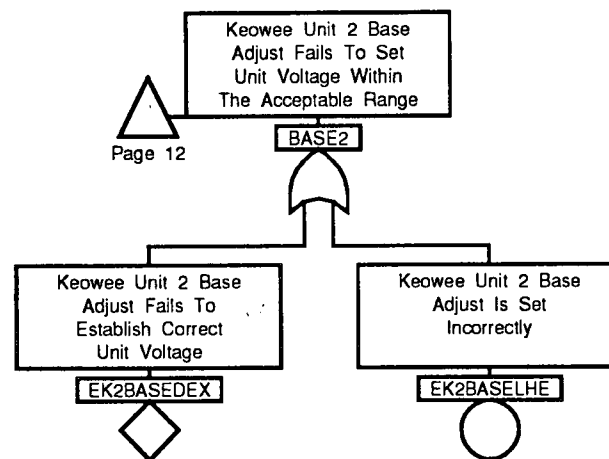 Keowee Unit 2 Base
Adjust Fails To Set
Unit Voltage Within
The Acceptable Range
Page 12
BASE2
Keowee Unit 2 Base
Adjust Fails To
Establish Correct
Unit Voltage
EK2BASEDEX
Keowee Unit 2 Base
Adjust Is Set
Incorrectly
EK2BASELHE